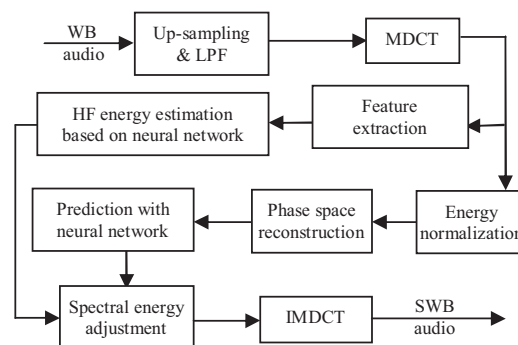 WB
audio
Up-sampling
& LPF
MDCT
HF energy estimation
based on neural network
Feature
extraction
Prediction with
neural network
Phase space
reconstruction
Energy
normalization
Spectral energy
adjustment
IMDCT
SWB
audio